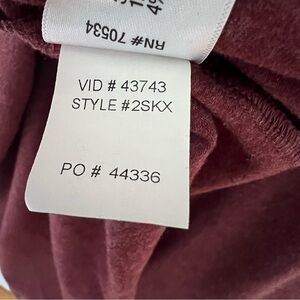 RN# 70534
VID # 43743
STYLE #2SKX
PO # 44336